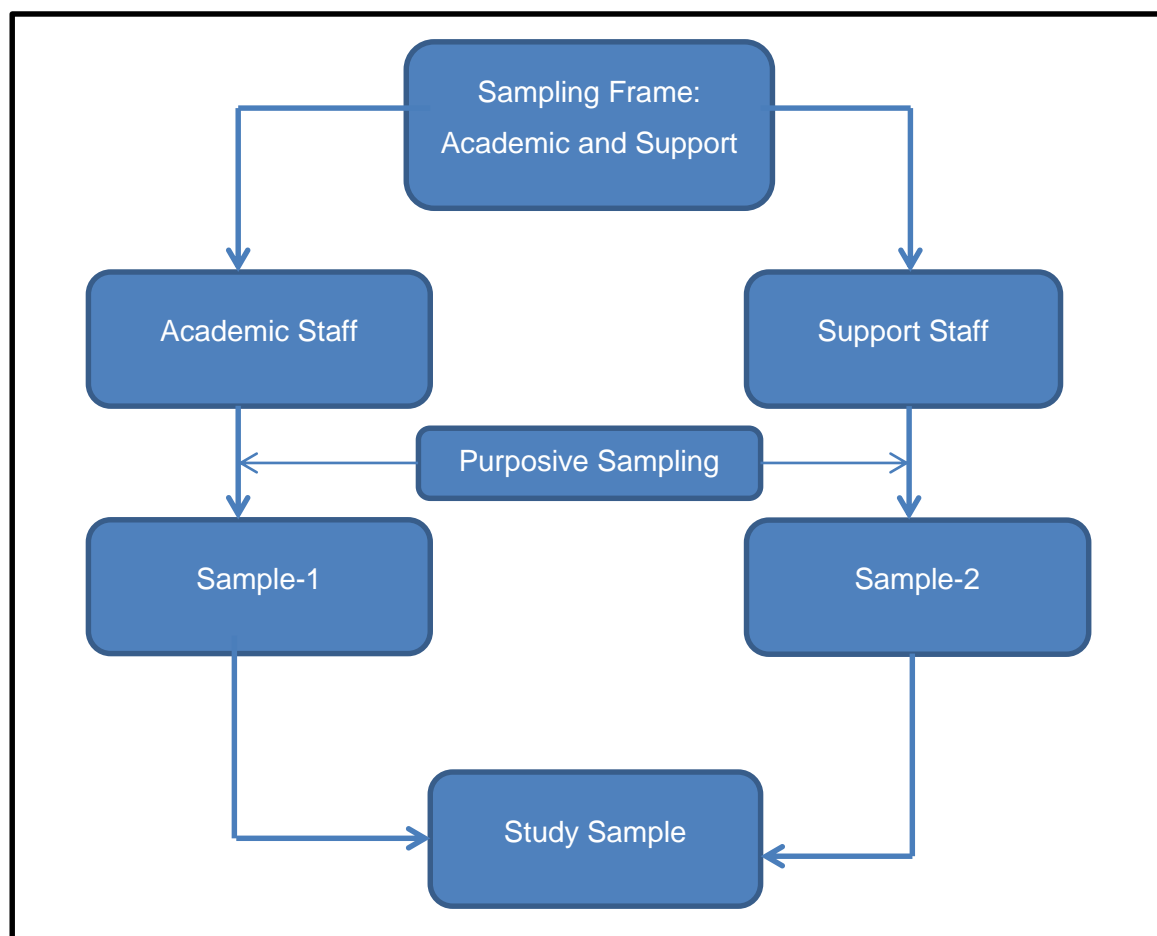 Sampling Frame:
Academic and Support
Academic Staff
Support Staff
Purposive Sampling
Sample-1
Sample-2
Study Sample